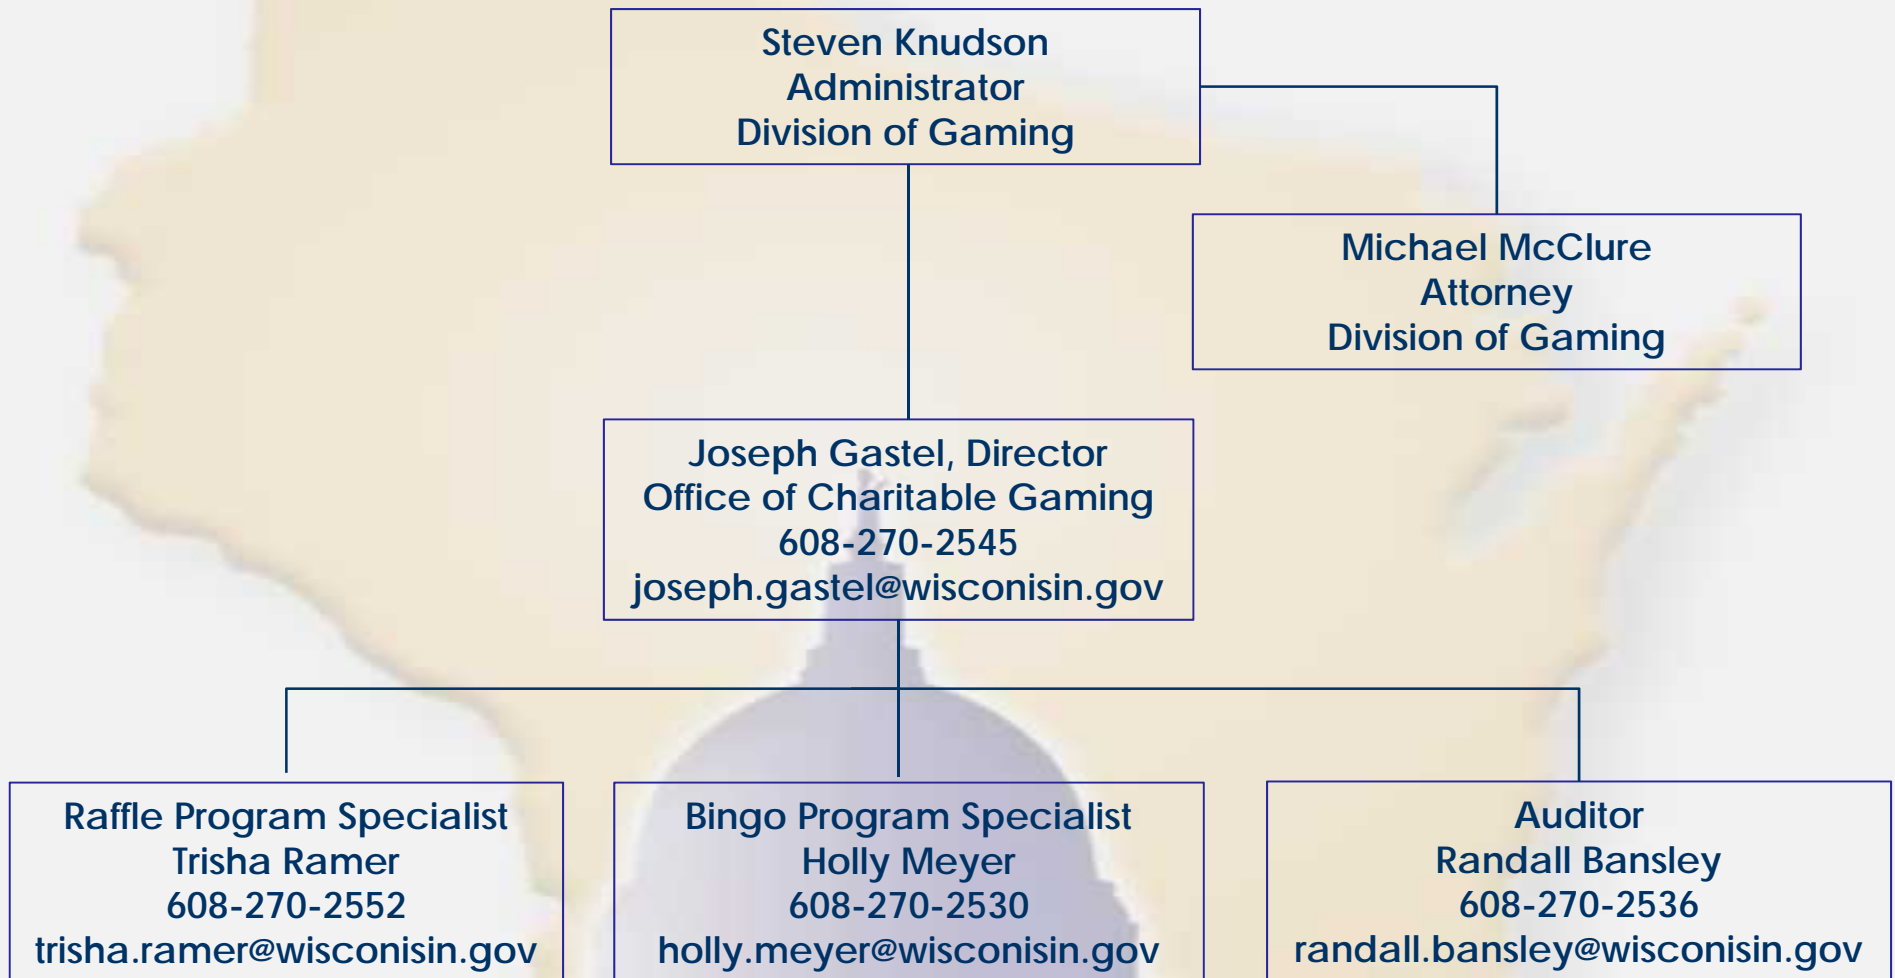 Steven Knudson
Administrator
Division of Gaming
Michael McClure
Attorney
Division of Gaming
Joseph Gastel, Director
Office of Charitable Gaming
608-270-2545
joseph.gastel@wisconisin.gov
Raffle Program Specialist
Trisha Ramer
608-270-2552
trisha.ramer@wisconisin.gov
Bingo Program Specialist
Holly Meyer
608-270-2530
holly.meyer@wisconisin.gov
Auditor
Randall Bansley
608-270-2536
randall.bansley@wisconisin.gov